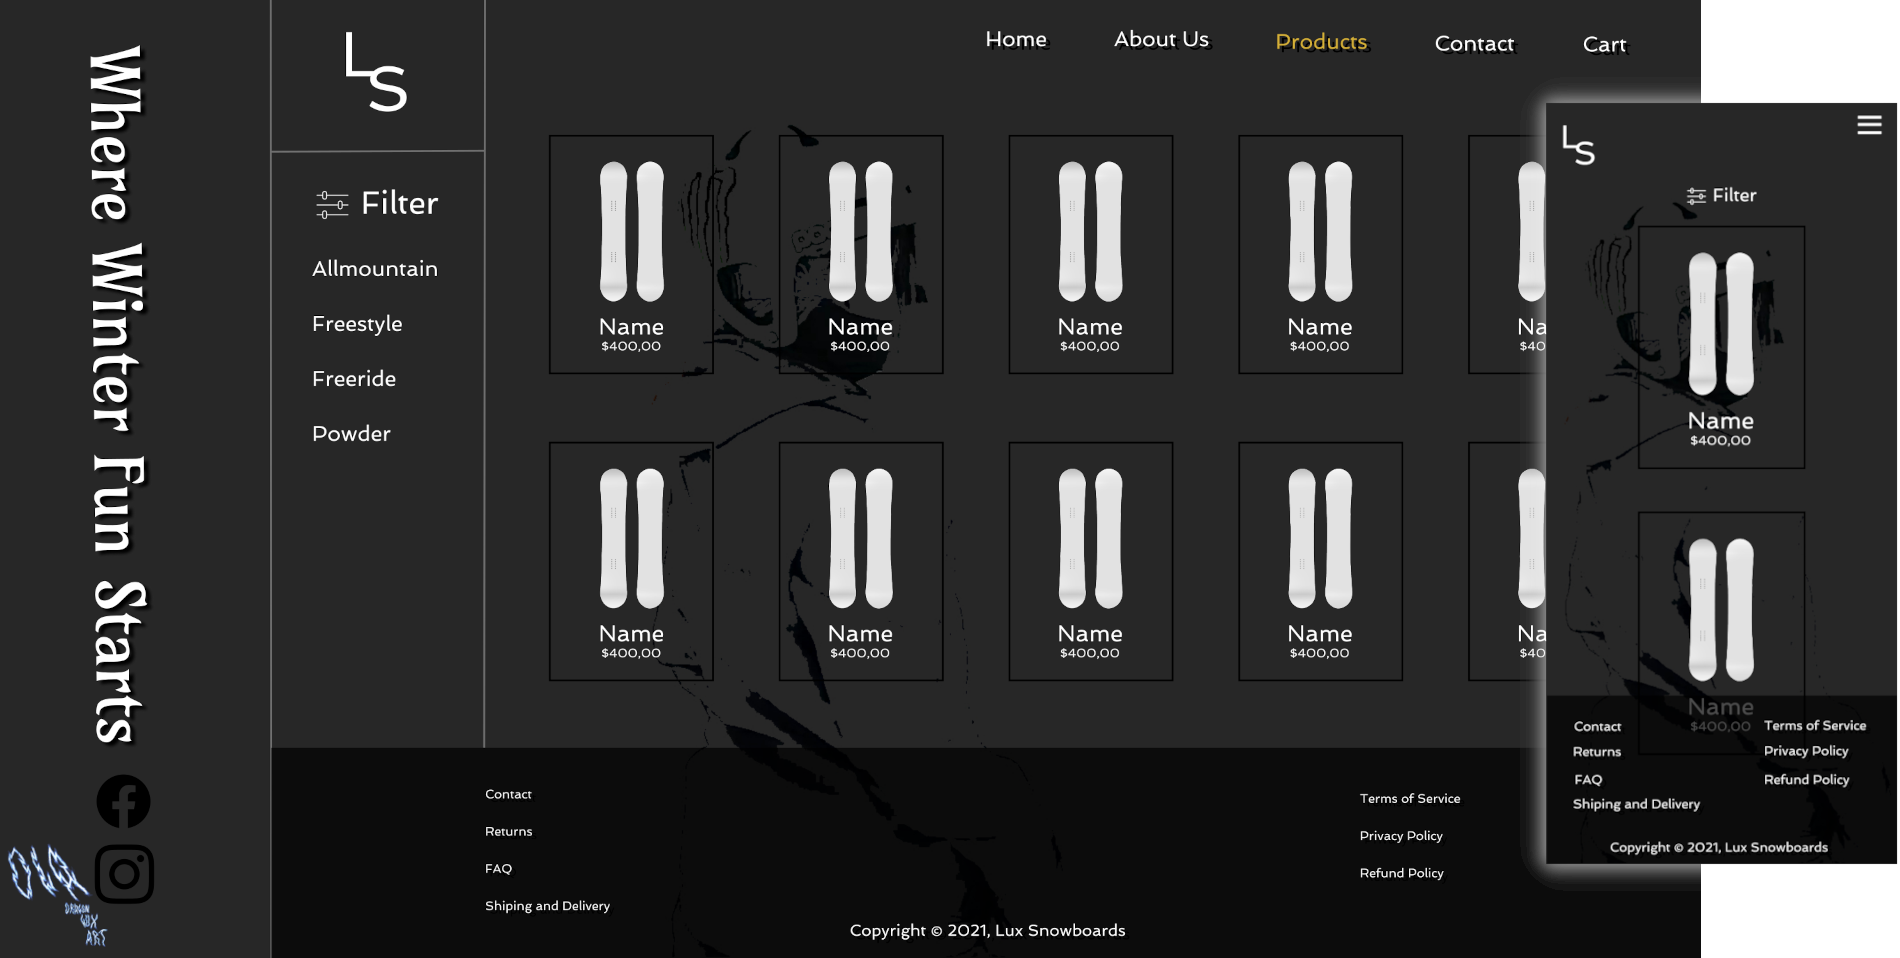 Where Winter Fun Starts
LS
Home About Us Products Contact Cart
Filter
Allmountain
Freestyle
Freeride
Powder
Name
$400,00
Name
$400,00
Name
$400,00
Name
$400,00
Na
$40
Name
$400,00
Name
$400,00
Name
$400,00
Name
$400,00
Na
$40
Contact
Returns
FAQ
Shiping and Delivery
Terms of Service
Privacy Policy
Refund Policy
Copyright © 2021, Lux Snowboards
LS
Filter
Name
$400,00
Name
$400,00
Contact
Returns
FAQ
Shiping and Delivery
Terms of Service
Privacy Policy
Refund Policy
Copyright © 2021, Lux Snowboards
ART